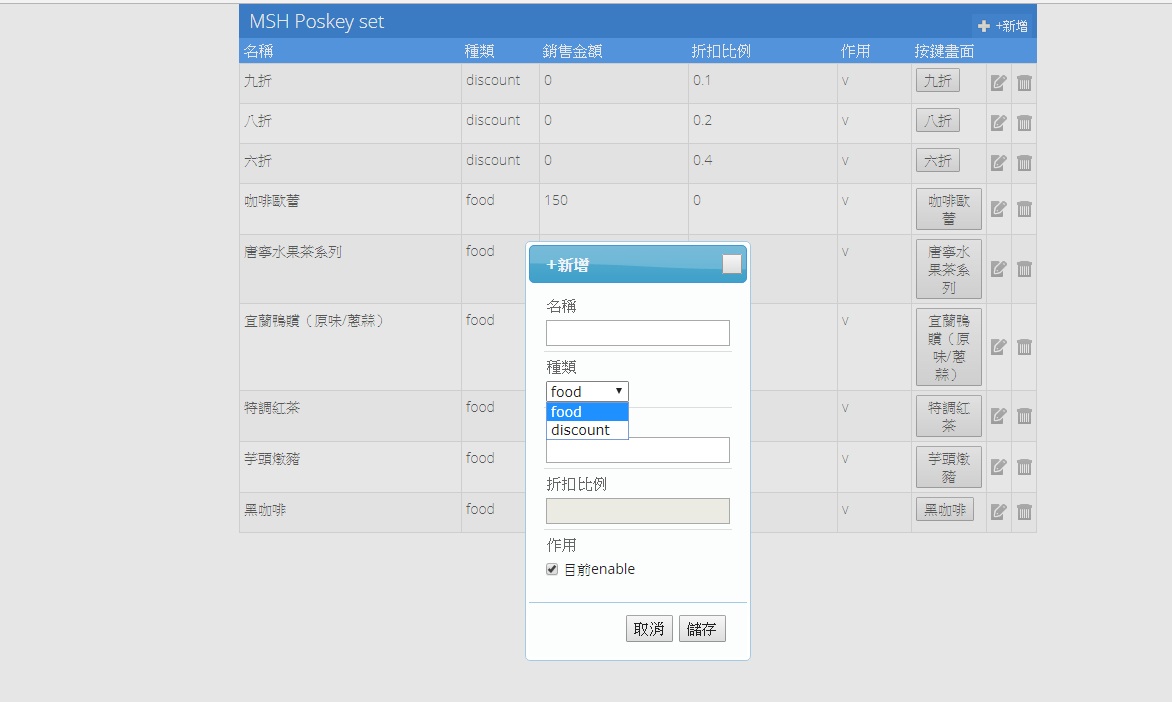 MSH Poskey set
+新增
名稱 種類 銷售金額 折扣比例 作用 按鍵畫面
九折 discount 0 0.1 v 九折
八折 discount 0 0.2 v 八折
六折 discount 0 0.4 v 六折
咖啡歐蕾 food 150 0 v 咖啡歐
蕾
唐寧水果茶系列 food v 唐寧水
果茶系
列
宜蘭鴨賞（原味/蔥蒜） food v 宜蘭鴨
賞（原
味/蔥
蒜）
特調紅茶 food v 特調紅
茶
芋頭燉豬 food v 芋頭燉
豬
黑咖啡 food v 黑咖啡
+新增
名稱
種類
food
food
discount
折扣比例
作用
目前enable
取消 儲存